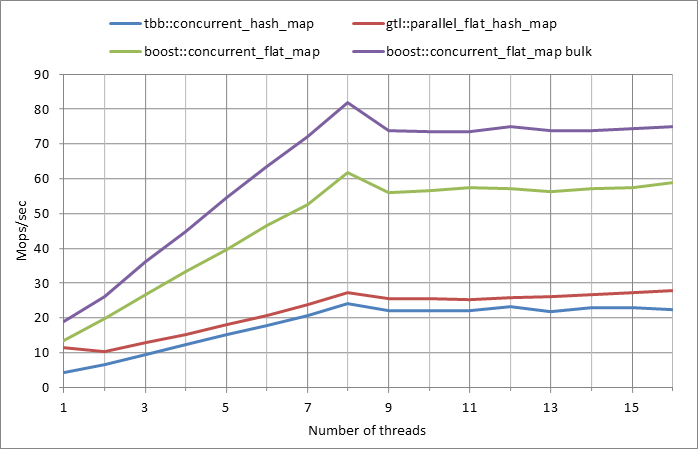 tbb::concurrent_hash_map
gtl::parallel_flat_hash_map
boost::concurrent_flat_map
boost::concurrent_flat_map bulk
90
80
70
60
50
40
30
20
10
0
Mops/sec
1 3 5 7 9 11 13 15
Number of threads